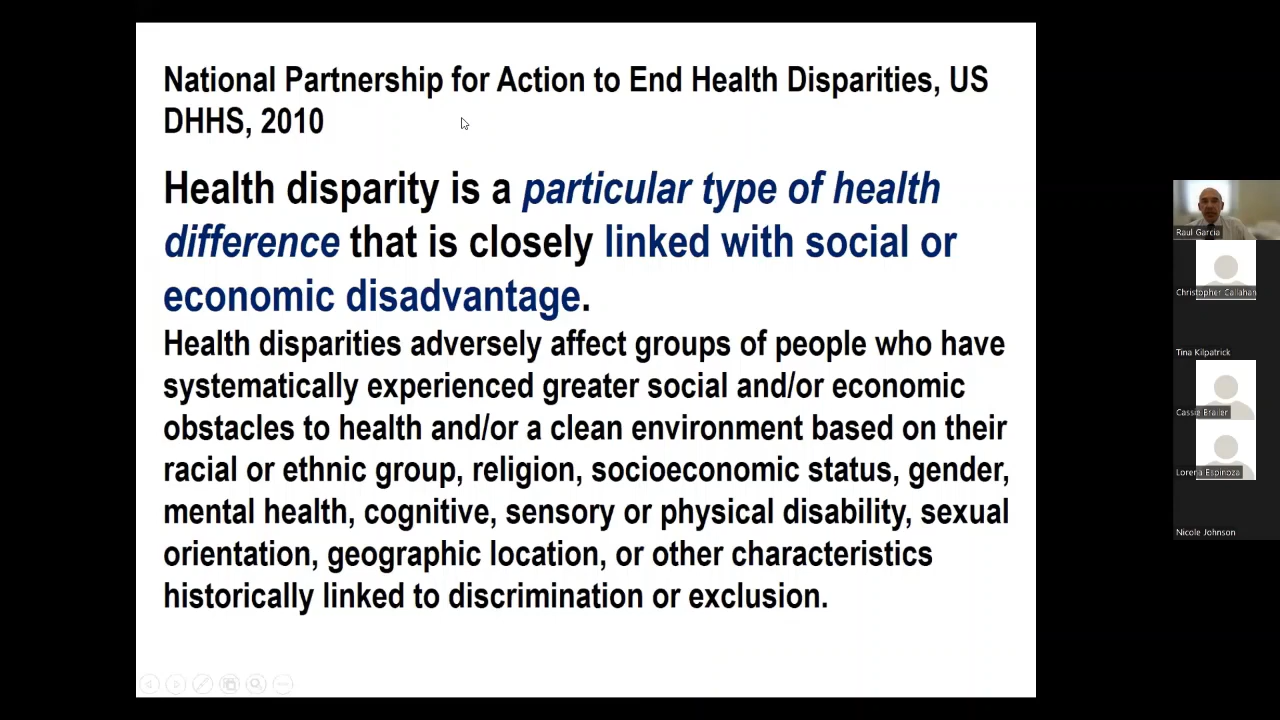 National Partnership for Action to End Health Disparities, US
DHHS, 2010
Health disparity is a particular type of health
difference that is closely linked with social or
economic disadvantage.
Health disparities adversely affect groups of people who have
systematically experienced greater social and/or economic
obstacles to health and/or a clean environment based on their
racial or ethnic group, religion, socioeconomic status, gender,
mental health, cognitive, sensory or physical disability, sexual
orientation, geographic location, or other characteristics
historically linked to discrimination or exclusion.
Raul Garcia
Christopher Callahan
Tina Kilpatrick
Cassie Erailer
Lorena Espinoza
Nicole Johnson